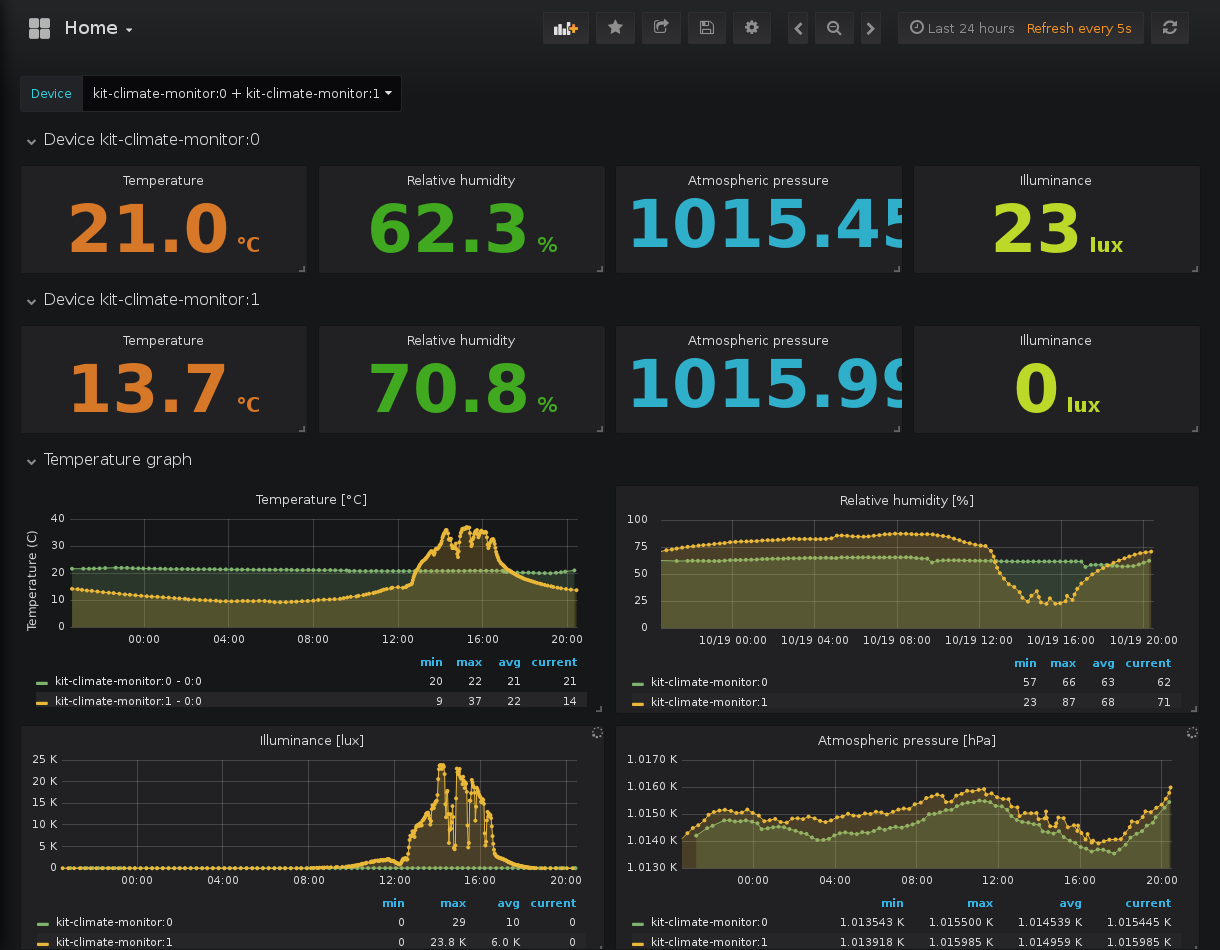 Home
Last 24 hours Refresh every 5s
Device kit-climate-monitor:0 + kit-climate-monitor:1
Device kit-climate-monitor:0
Temperature Relative humidity Atmospheric pressure Illuminance
21.0 °C 62.3 % 1015.45 23 lux
Device kit-climate-monitor:1
Temperature Relative humidity Atmospheric pressure Illuminance
13.7 °C 70.8 % 1015.99 0 lux
Temperature graph
Temperature [°C]
Temperature (C)
40
30
20
10
0
00:00 04:00 08:00 12:00 16:00 20:00
min max avg current
kit-climate-monitor:0 - 0:0 20 22 21 21
kit-climate-monitor:1 - 0:0 9 37 22 14
Relative humidity [%]
100
75
50
25
0
10/19 00:00 10/19 04:00 10/19 08:00 10/19 12:00 10/19 16:00 10/19 20:00
min max avg current
kit-climate-monitor:0 57 66 63 62
kit-climate-monitor:1 23 87 68 71
Illuminance [lux]
25 K
20 K
15 K
10 K
5 K
0
00:00 04:00 08:00 12:00 16:00 20:00
min max avg current
kit-climate-monitor:0 0 29 10 0
kit-climate-monitor:1 0 23.8 K 6.0 K 0
Atmospheric pressure [hPa]
1.0170 K
1.0160 K
1.0150 K
1.0140 K
1.0130 K
00:00 04:00 08:00 12:00 16:00 20:00
min max avg current
kit-climate-monitor:0 1.013543 K 1.015500 K 1.014539 K 1.015445 K
kit-climate-monitor:1 1.013918 K 1.015985 K 1.014959 K 1.015985 K